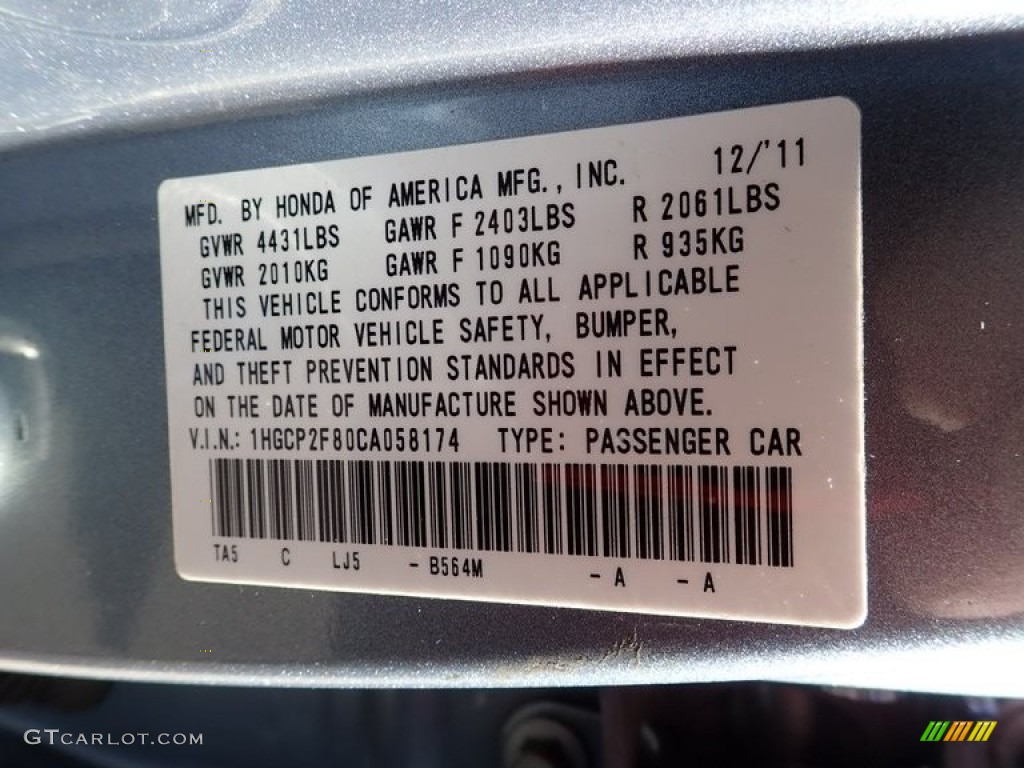 12/'11
MFD. BY HONDA OF AMERICA MFG., INC.
GVWR 4431LBS GAWR F 2403LBS R 2061LBS
GVWR 2010KG GAWR F 1090KG R 935KG
THIS VEHICLE CONFORMS TO ALL APPLICABLE
FEDERAL MOTOR VEHICLE SAFETY, BUMPER,
AND THEFT PREVENTION STANDARDS IN EFFECT
ON THE DATE OF MANUFACTURE SHOWN ABOVE.
V.I.N.: 1HGCP2F80CA058174 TYPE: PASSENGER CAR
TA5 C LJ5 - B564M - A - A
GTCARLOT.COM